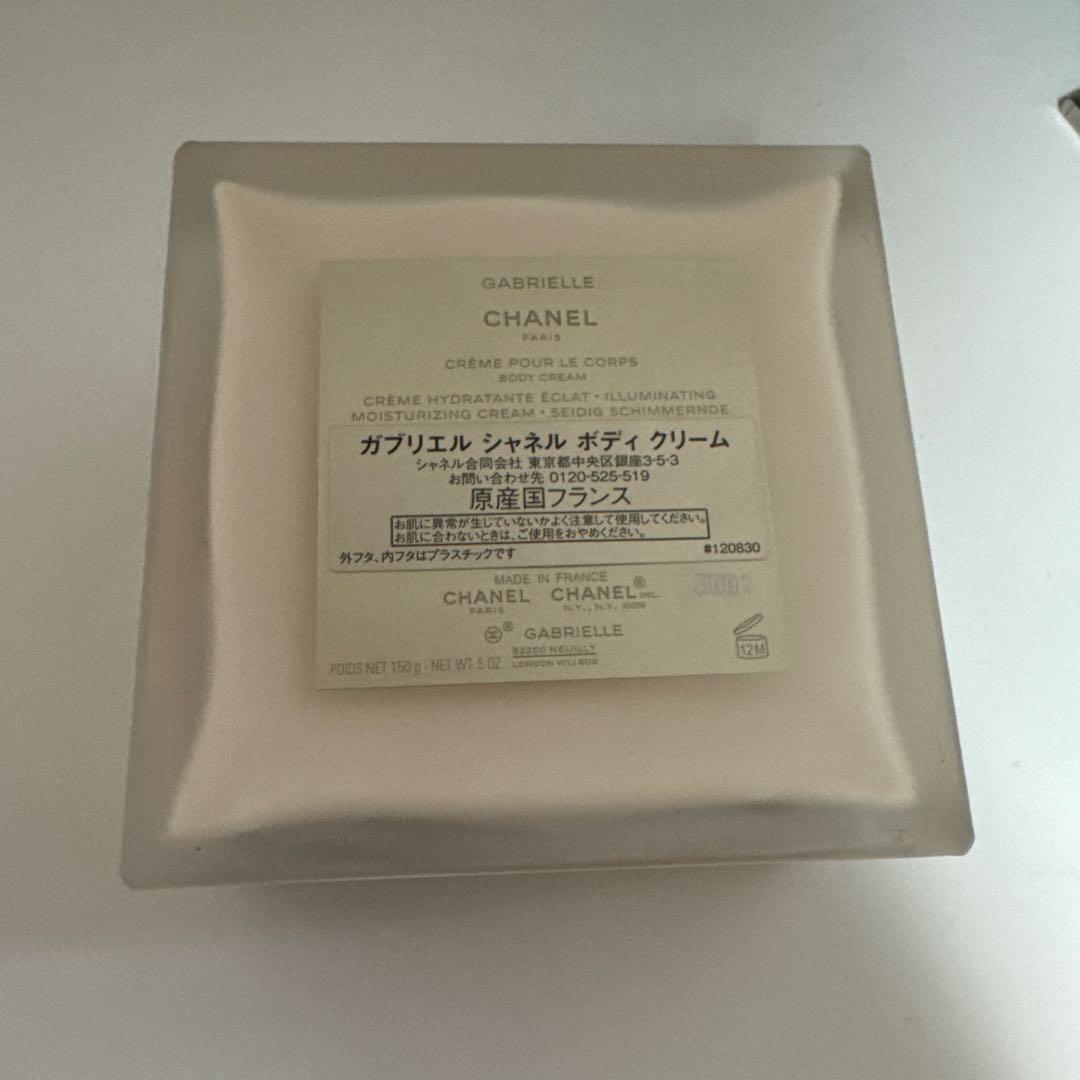 GABRIELLE
CHANEL
PARIS
CRÈME POUR LE CORPS
BODY CREAM
CRÈME HYDRATANTE ÉCLAT • ILLUMINATING
MOISTURIZING CREAM • SEIDIG SCHIMMERNDE
ガブリエル シャネル ボディ クリーム
シャネル合同会社 東京都中央区銀座3-5-3
お問い合わせ先 0120-525-519
原産国フランス
お肌に異常が生じていないかよく注意して使用してください。
お肌に合わないときは、ご使用をおやめください。
外フタ、内フタはプラスチックです #120830
MADE IN FRANCE
CHANEL CHANEL® INC.
PARIS N.Y., N.Y. 10019
® GABRIELLE
92200 NEUILLY
POIDS NET 150 g - NET WT. 5 OZ. LONDON
12M